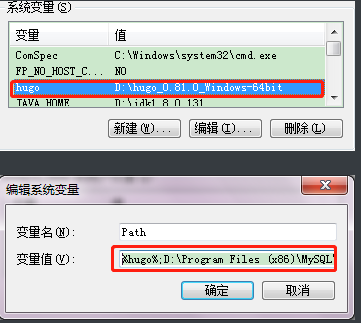 系统变量(S)
变量 值
ComSpec C:\Windows\system32\cmd.exe
FP_NO_HOST_C... NO
hugo D:\hugo_0.81.0_Windows-64bit
JAVA_HOME D:\jdk1.8.0_131
新建(W)... 编辑(I)... 删除(L)
编辑系统变量
变量名(N): Path
变量值(V): %hugo%;D:\Program Files (x86)\MySQL\
确定 取消